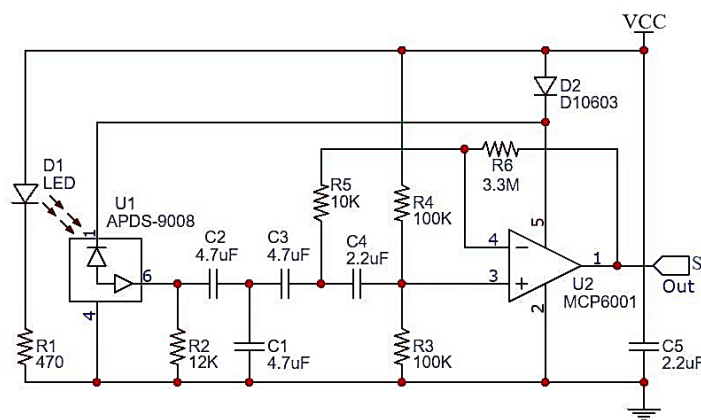 VCC
D2
D10603
R6
3.3M
D1
LED
U1
APDS-9008
R5
10K
R4
100K
5
1
C2
4.7uF
C3
4.7uF
C4
2.2uF
4
1
S
Out
6
3
U2
MCP6001
4
2
R1
470
R2
12K
C1
4.7uF
R3
100K
C5
2.2uF